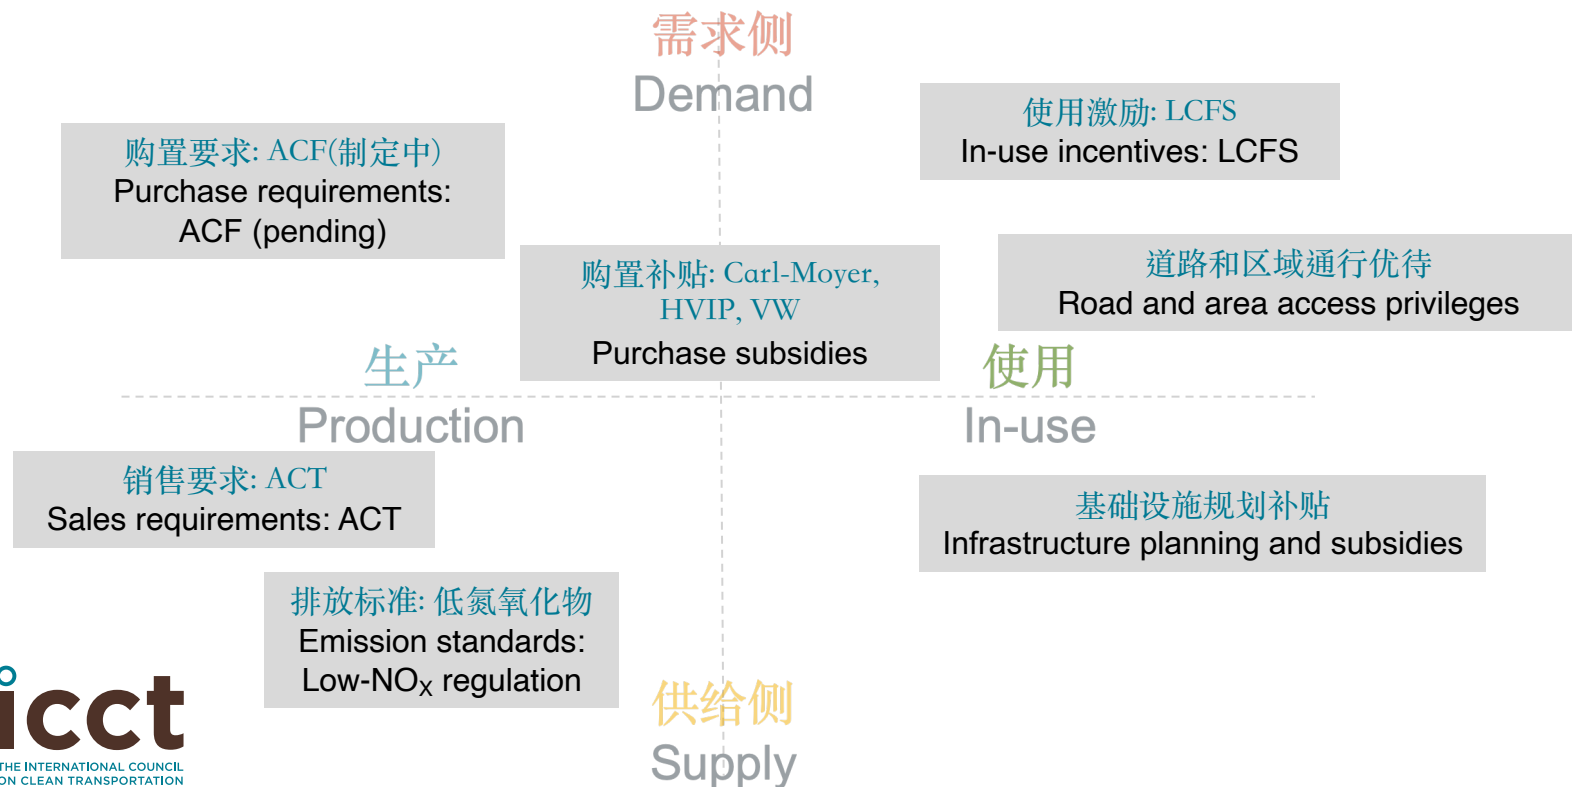 需求侧
Demand
使用激励: LCFS
In-use incentives: LCFS
购置要求: ACF(制定中)
Purchase requirements:
ACF (pending)
道路和区域通行优待
Road and area access privileges
购置补贴: Carl-Moyer,
HVIP, VW
Purchase subsidies
生产
Production
使用
In-use
销售要求: ACT
Sales requirements: ACT
基础设施规划补贴
Infrastructure planning and subsidies
排放标准: 低氮氧化物
Emission standards:
Low-NOX regulation
供给侧
Supply
icct
THE INTERNATIONAL COUNCIL
ON CLEAN TRANSPORTATION